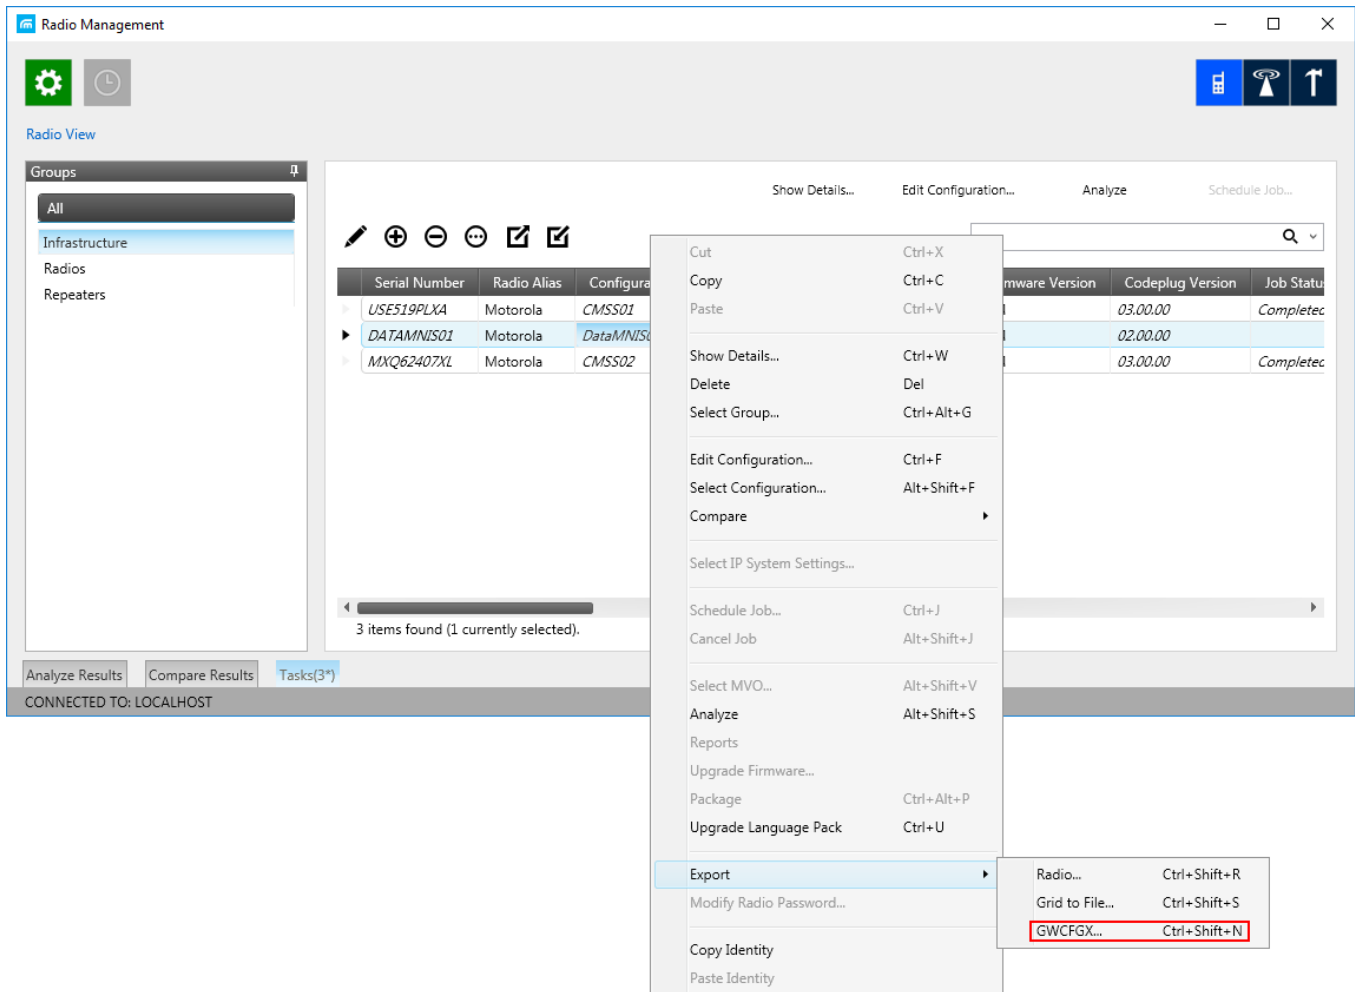 Radio Management
Radio View
Groups
All
Infrastructure
Radios
Repeaters
Show Details...
Edit Configuration...
Analyze
Schedule Job...
Serial Number Radio Alias Configura mware Version Codeplug Version Job Statu
USE519PLXA Motorola CMSS01 03.00.00 Completed
DATAMNIS01 Motorola DataMNIS 02.00.00
MXQ62407XL Motorola CMSS02 03.00.00 Completed
3 items found (1 currently selected).
Analyze Results Compare Results Tasks(3*)
CONNECTED TO: LOCALHOST
Cut Ctrl+X
Copy Ctrl+C
Paste Ctrl+V
Show Details... Ctrl+W
Delete Del
Select Group... Ctrl+Alt+G
Edit Configuration... Ctrl+F
Select Configuration... Alt+Shift+F
Compare
Select IP System Settings...
Schedule Job... Ctrl+J
Cancel Job Alt+Shift+J
Select MVO... Alt+Shift+V
Analyze Alt+Shift+S
Reports
Upgrade Firmware...
Package Ctrl+Alt+P
Upgrade Language Pack Ctrl+U
Export
Modify Radio Password...
Copy Identity
Paste Identity
Radio... Ctrl+Shift+R
Grid to File... Ctrl+Shift+S
GWCFGX... Ctrl+Shift+N